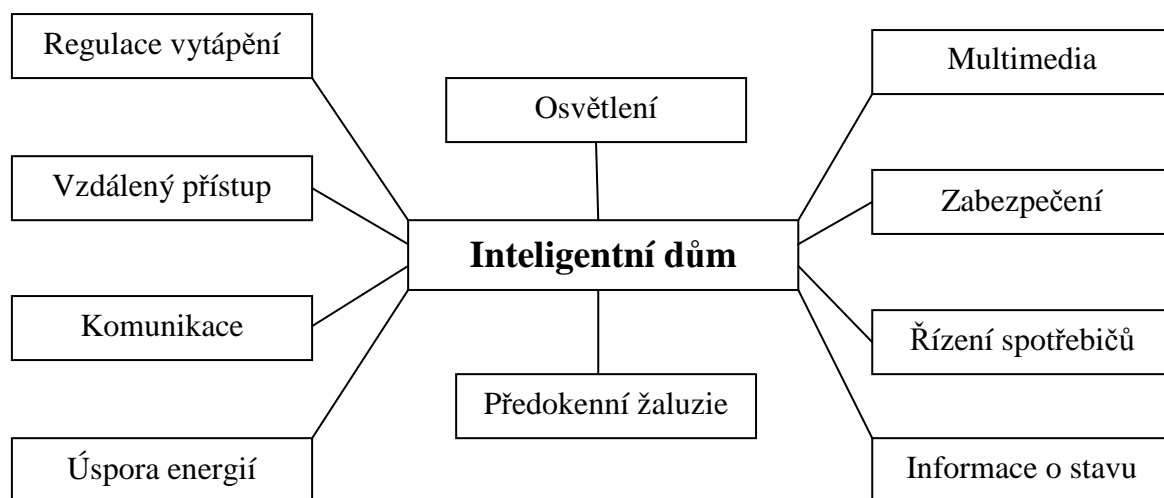 Regulace vytápění
Multimedia
Osvětlení
Vzdálený přístup
Zabezpečení
Inteligentní dům
Komunikace
Řízení spotřebičů
Předokenní žaluzie
Úspora energií
Informace o stavu